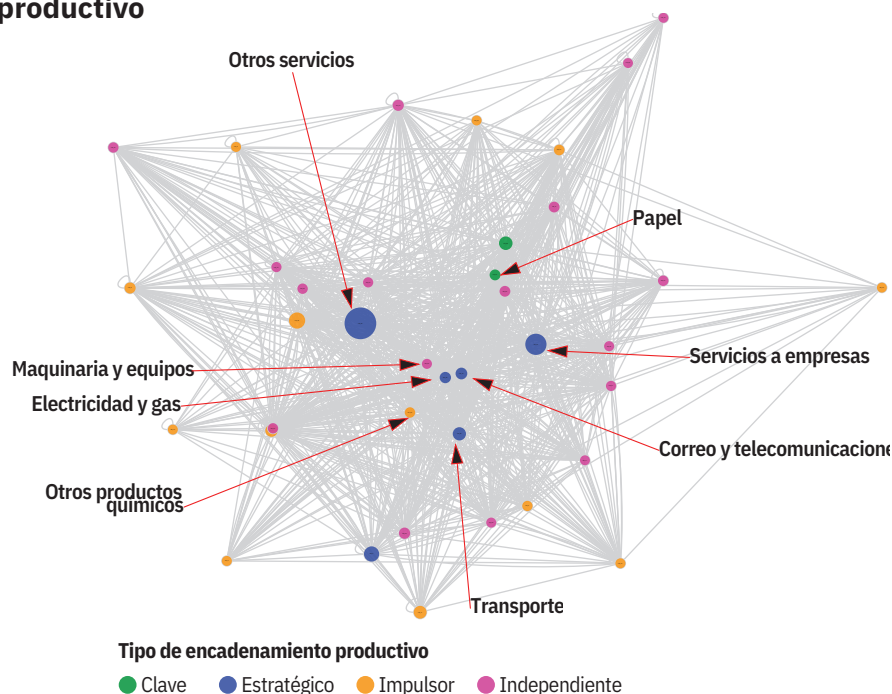 productivo
Otros servicios
Papel
Maquinaria y equipos
Servicios a empresas
Electricidad y gas
Correo y telecomunicacione
Otros productos
químicos
Transporte
Tipo de encadenamiento productivo
Clave
Estratégico
Impulsor
Independiente